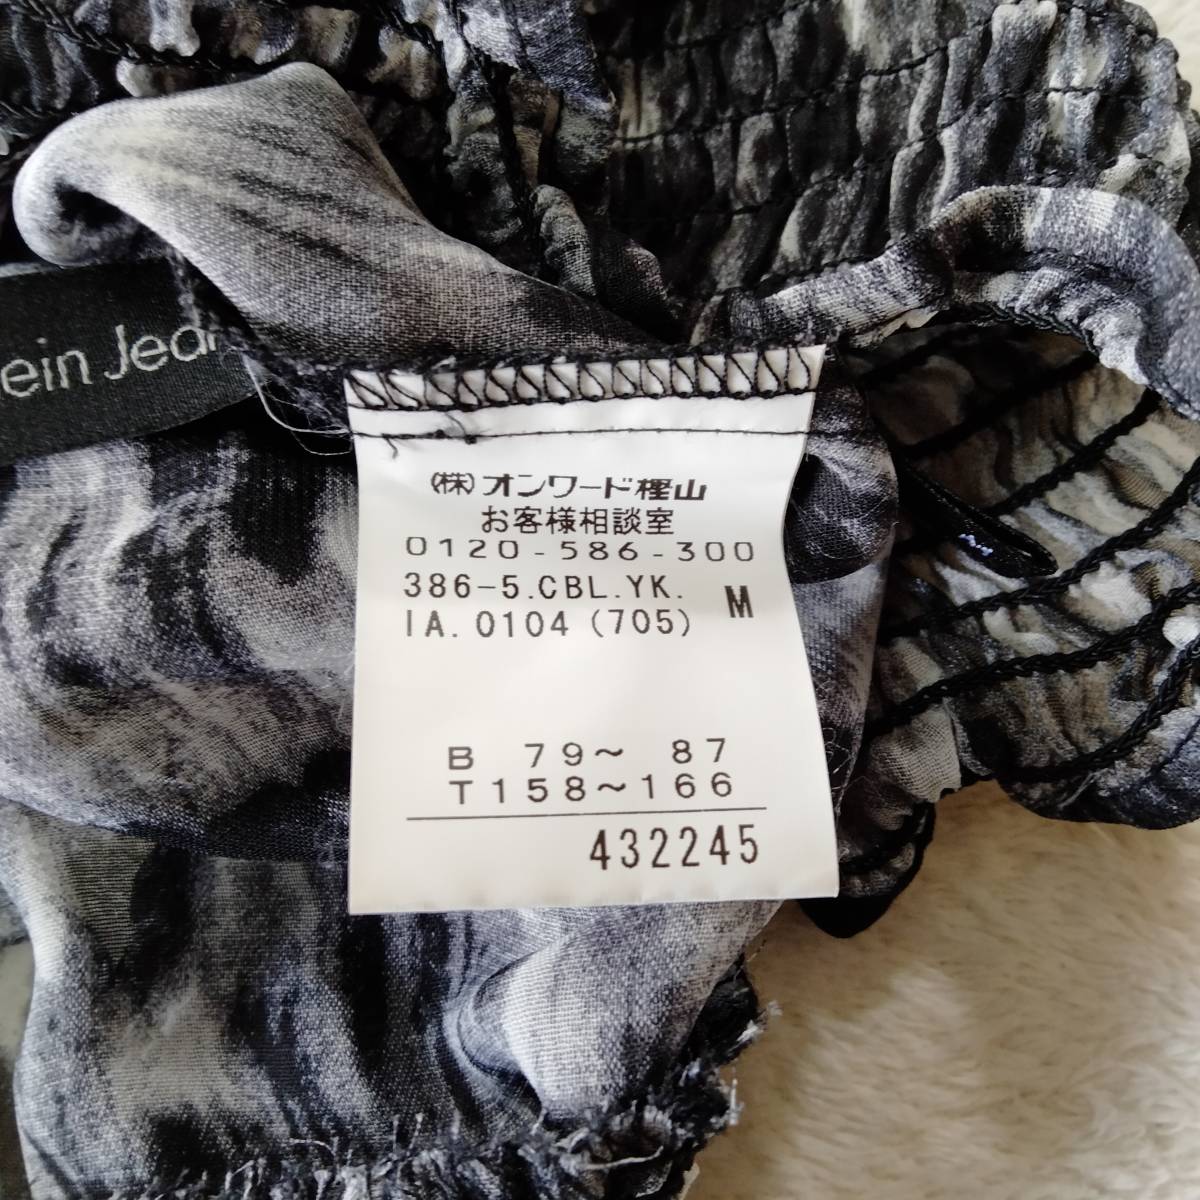 ein Jean
(株)オンワード樫山
お客様相談室
0120-586-300
386-5.CBL.YK. M
IA.0104(705)
B 79～ 87
T158～166
432245